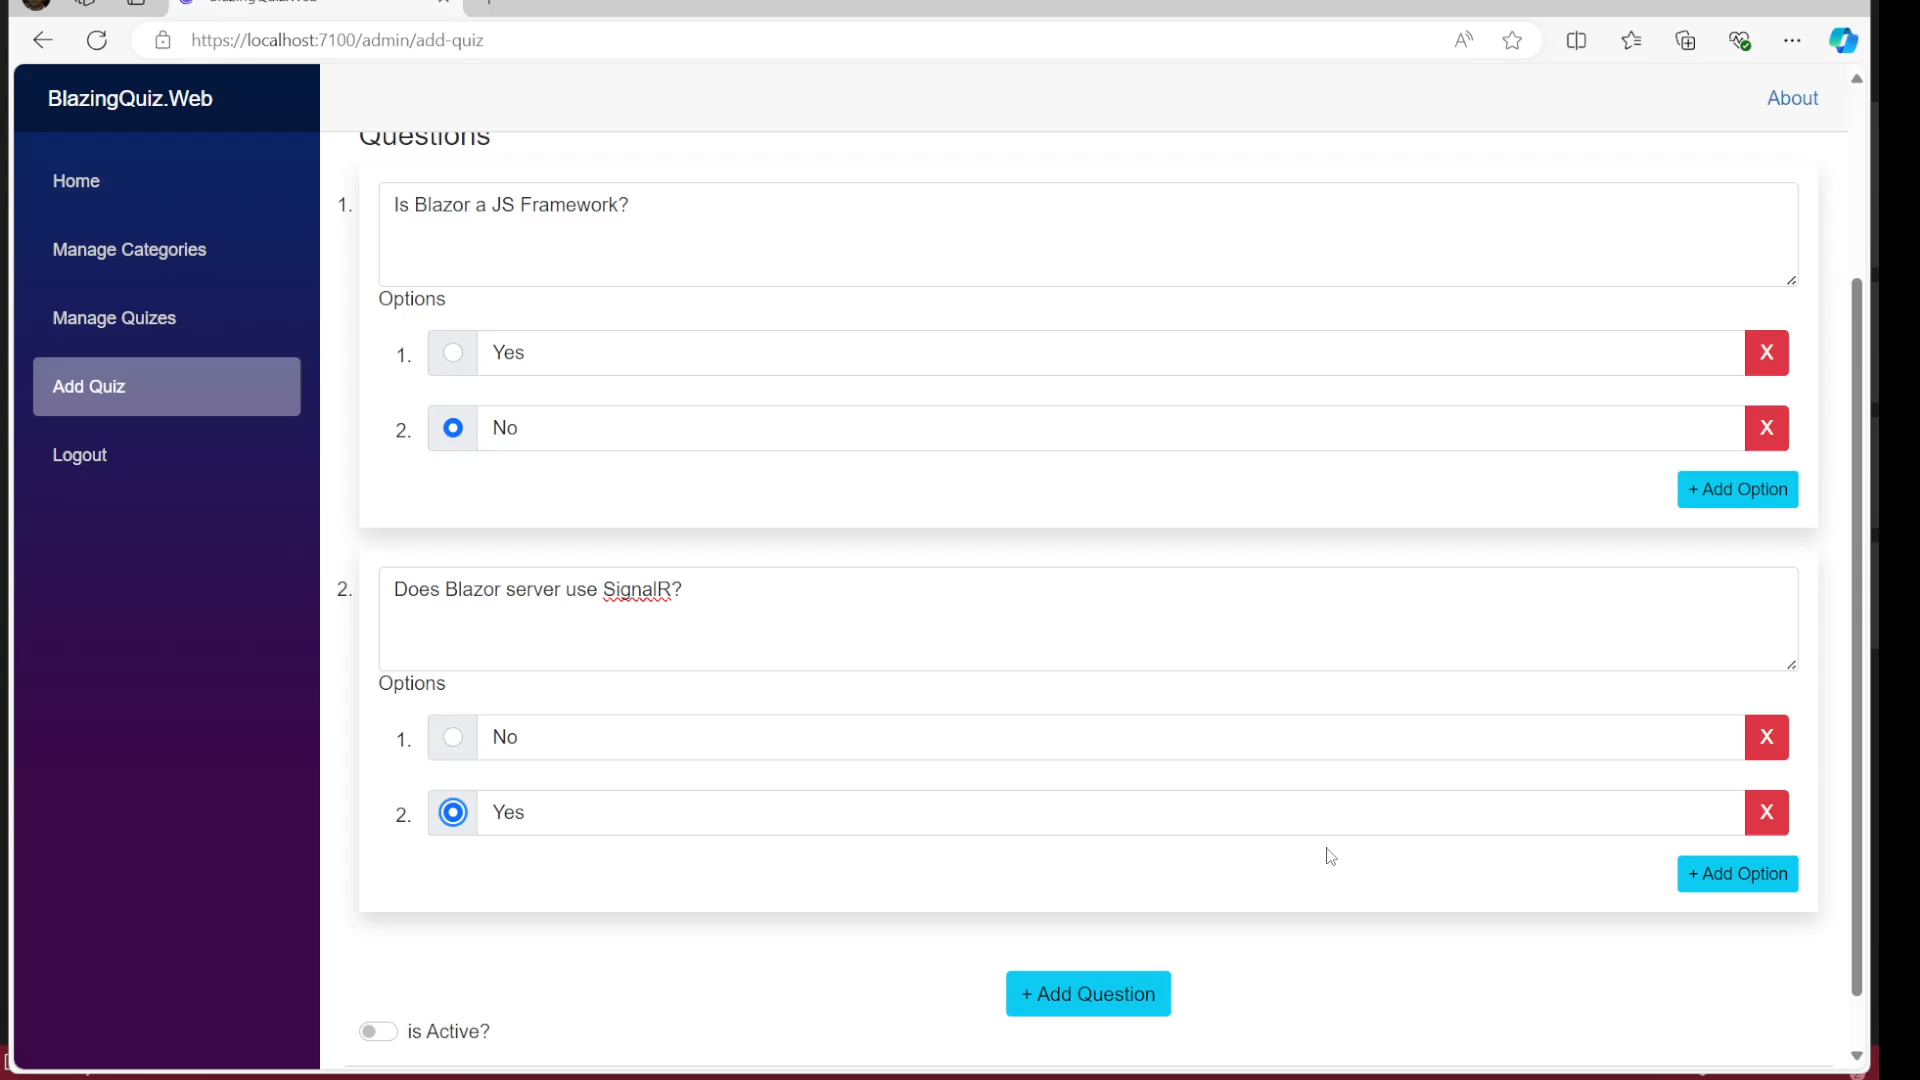 https://localhost:7100/admin/add-quiz
BlazingQuiz.Web
About
Home
Manage Categories
Manage Quizes
Add Quiz
Logout
Questions
1.
Is Blazor a JS Framework?
Options
1.
Yes
X
2.
No
X
+ Add Option
2.
Does Blazor server use SignalR?
Options
1.
No
X
2.
Yes
X
+ Add Option
+ Add Question
is Active?